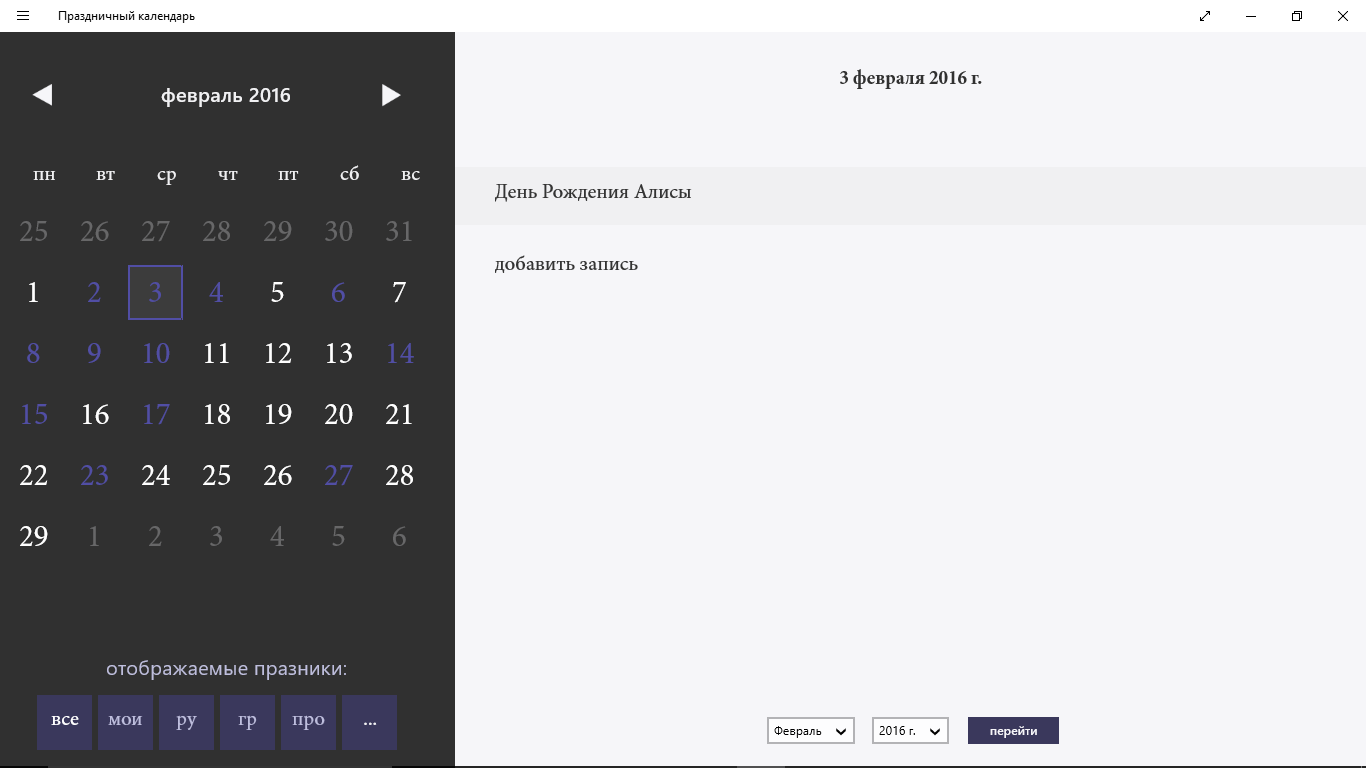 Праздничный календарь
февраль 2016
пн вт ср чт пт сб вс
25 26 27 28 29 30 31
1 2 3 4 5 6 7
8 9 10 11 12 13 14
15 16 17 18 19 20 21
22 23 24 25 26 27 28
29 1 2 3 4 5 6
отображаемые празники:
все мои ру гр про ...
3 февраля 2016 г.
День Рождения Алисы
добавить запись
Февраль 2016 г. перейти